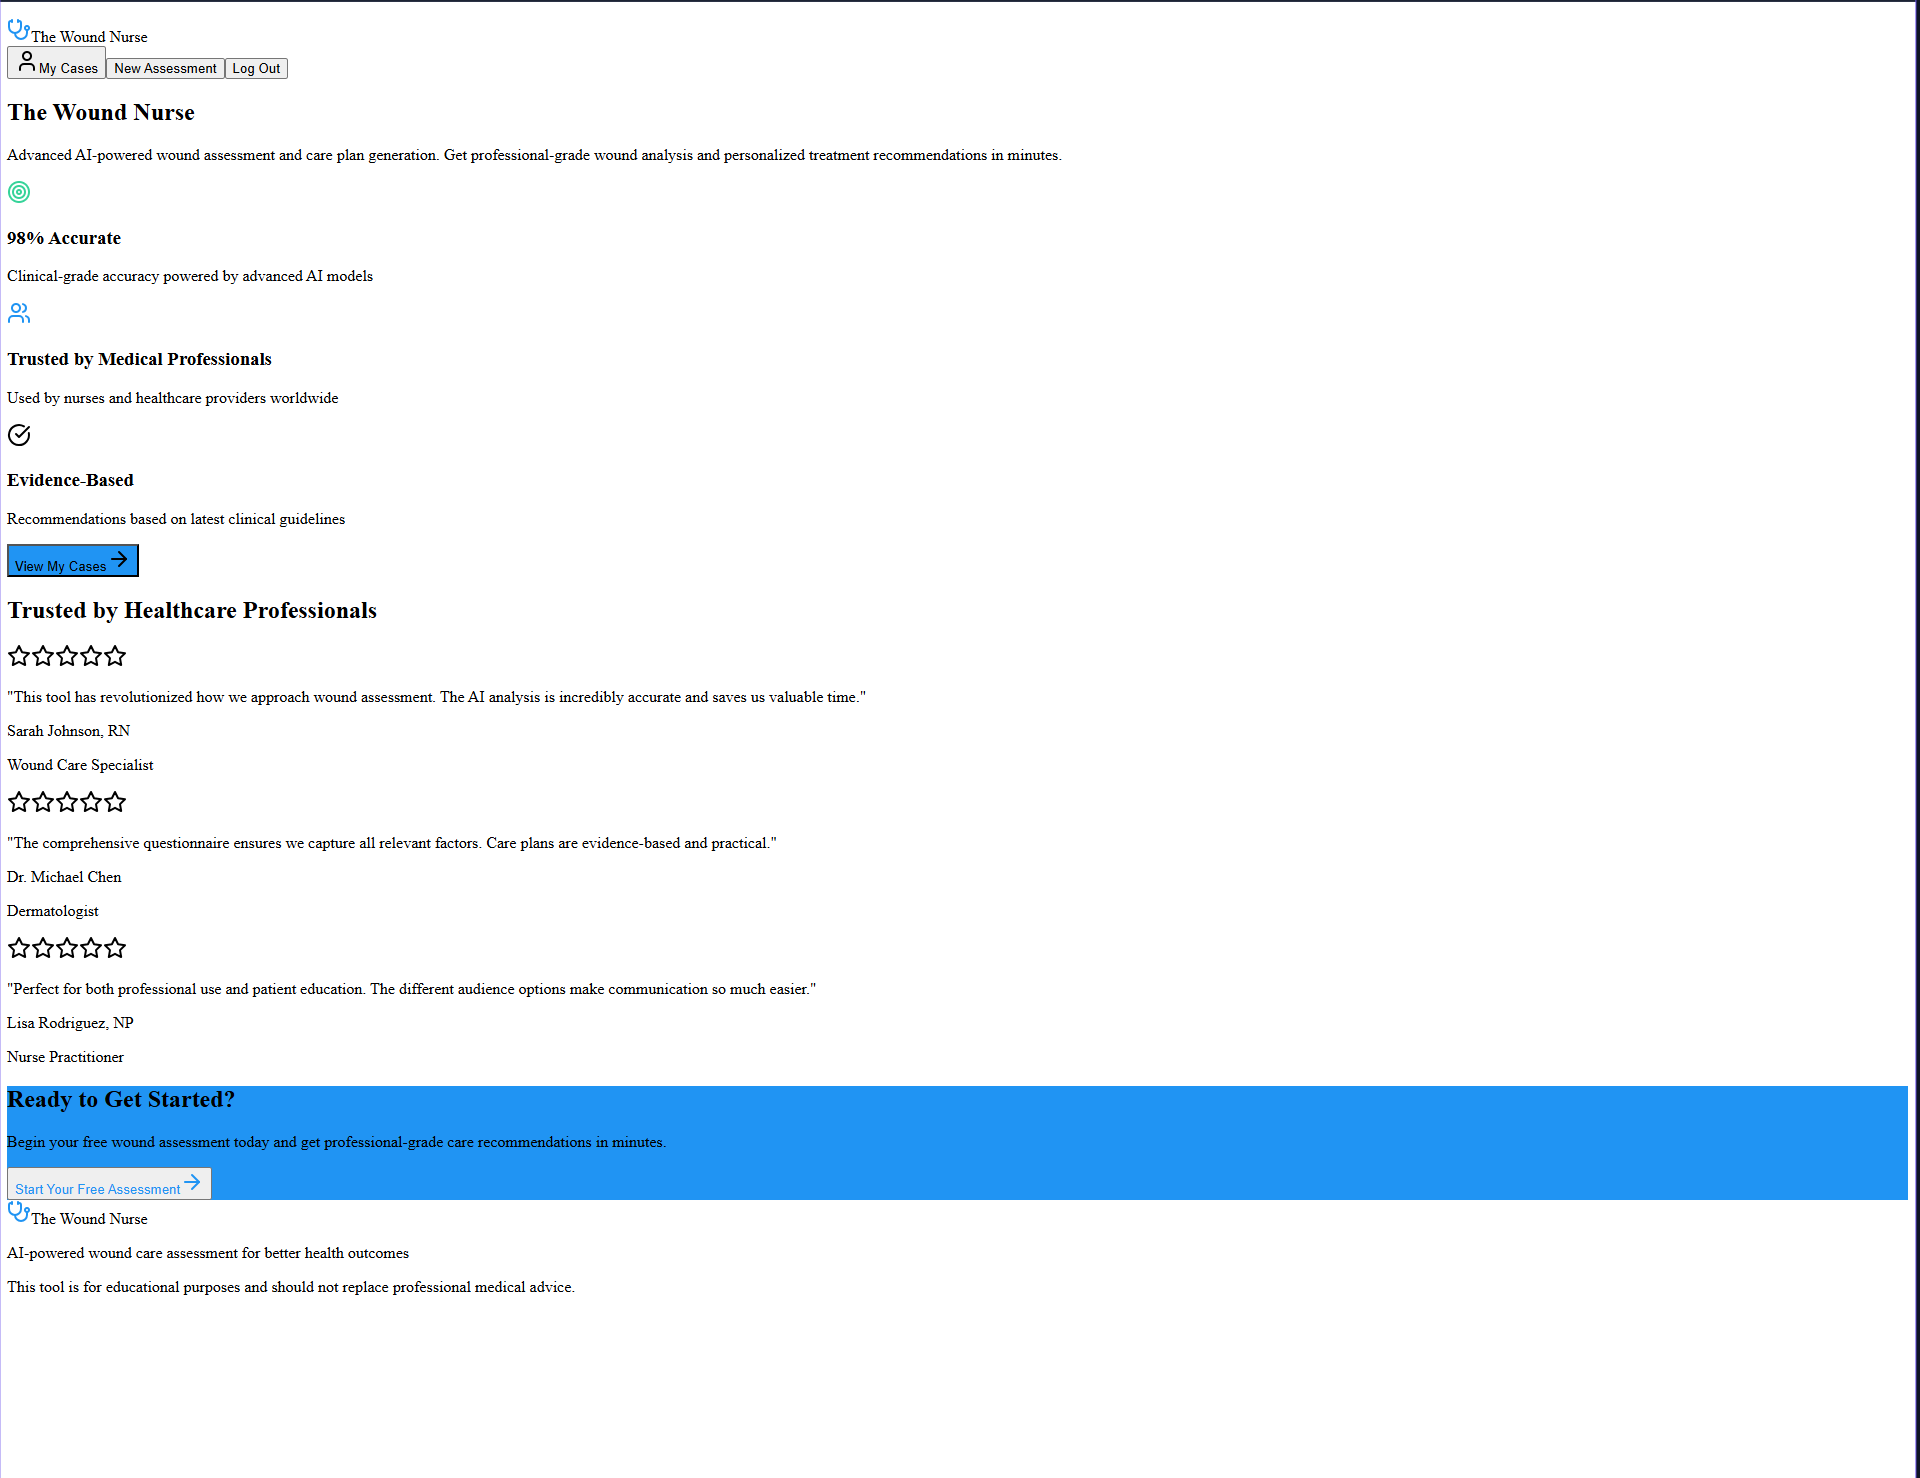 The Wound Nurse
My Cases New Assessment Log Out
The Wound Nurse
Advanced AI-powered wound assessment and care plan generation. Get professional-grade wound analysis and personalized treatment recommendations in minutes.
98% Accurate
Clinical-grade accuracy powered by advanced AI models
Trusted by Medical Professionals
Used by nurses and healthcare providers worldwide
Evidence-Based
Recommendations based on latest clinical guidelines
View My Cases
Trusted by Healthcare Professionals
"This tool has revolutionized how we approach wound assessment. The AI analysis is incredibly accurate and saves us valuable time."
Sarah Johnson, RN
Wound Care Specialist
"The comprehensive questionnaire ensures we capture all relevant factors. Care plans are evidence-based and practical."
Dr. Michael Chen
Dermatologist
"Perfect for both professional use and patient education. The different audience options make communication so much easier."
Lisa Rodriguez, NP
Nurse Practitioner
Ready to Get Started?
Begin your free wound assessment today and get professional-grade care recommendations in minutes.
Start Your Free Assessment
The Wound Nurse
AI-powered wound care assessment for better health outcomes
This tool is for educational purposes and should not replace professional medical advice.